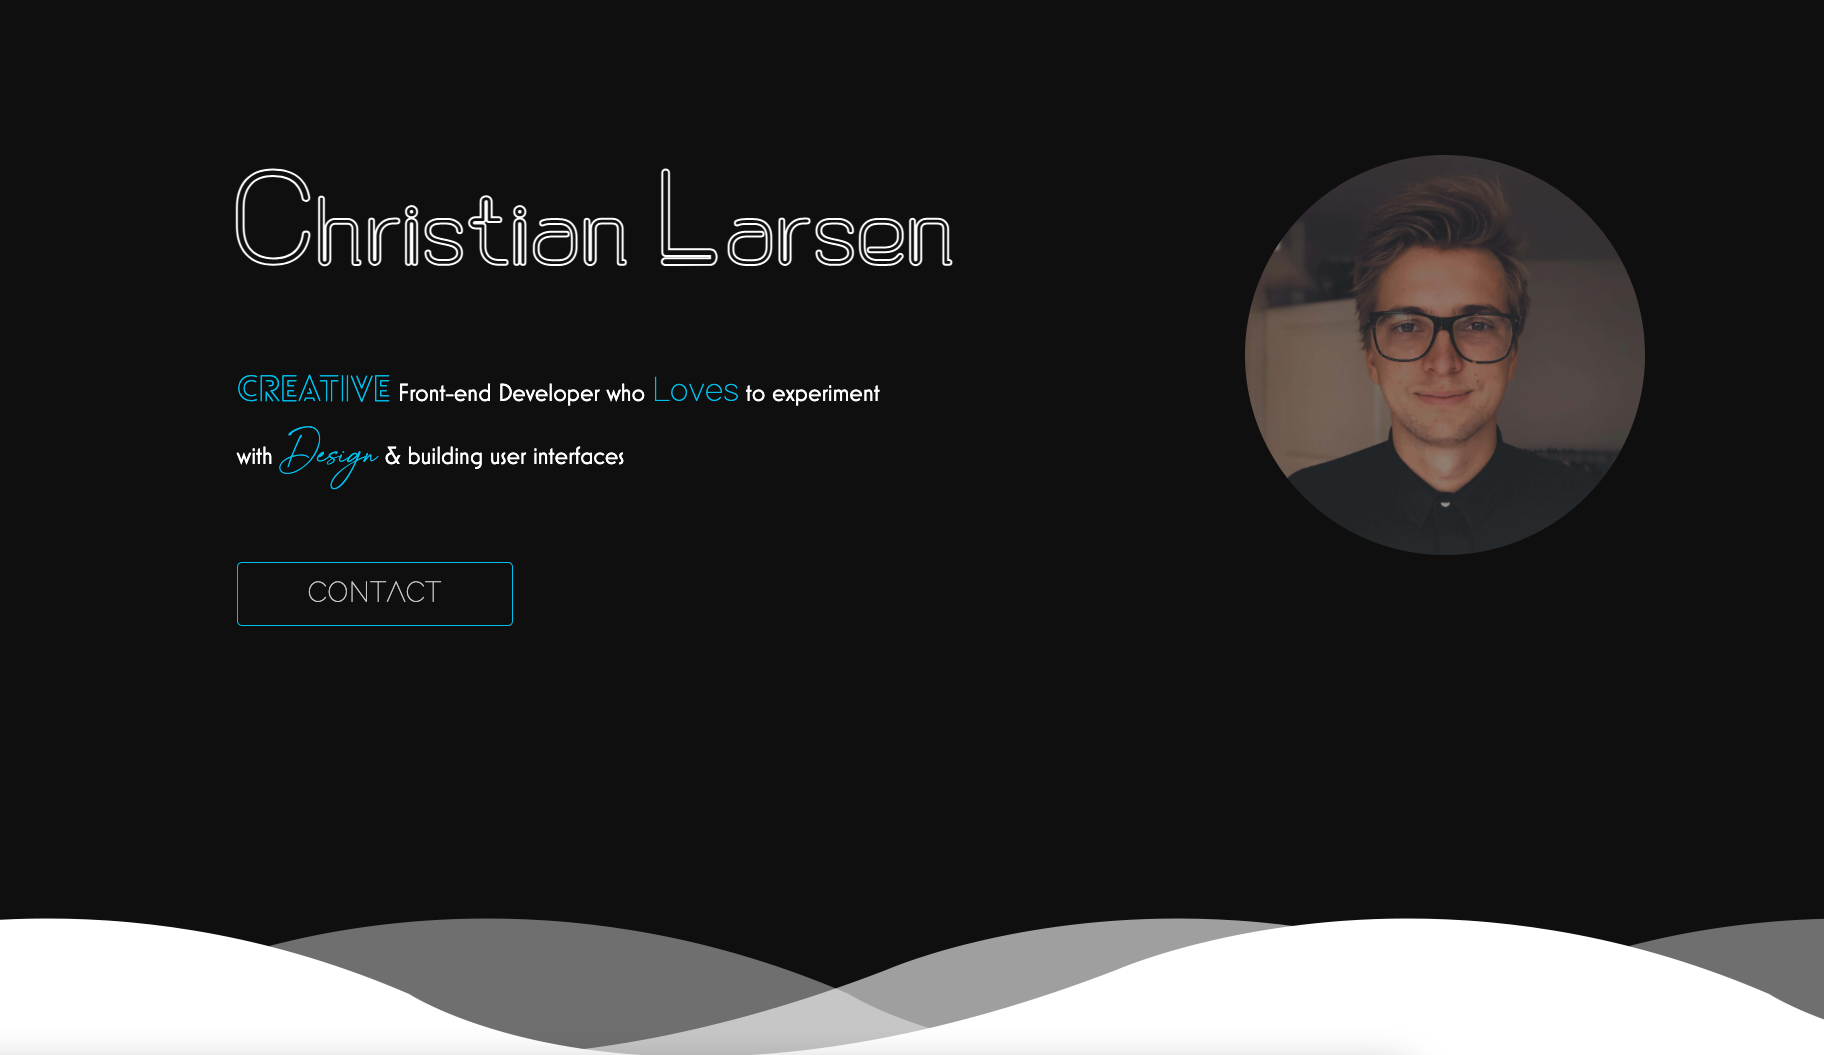 Christian Larsen
CREATIVE Front-end Developer who Loves to experiment
with Design & building user interfaces
CONTACT